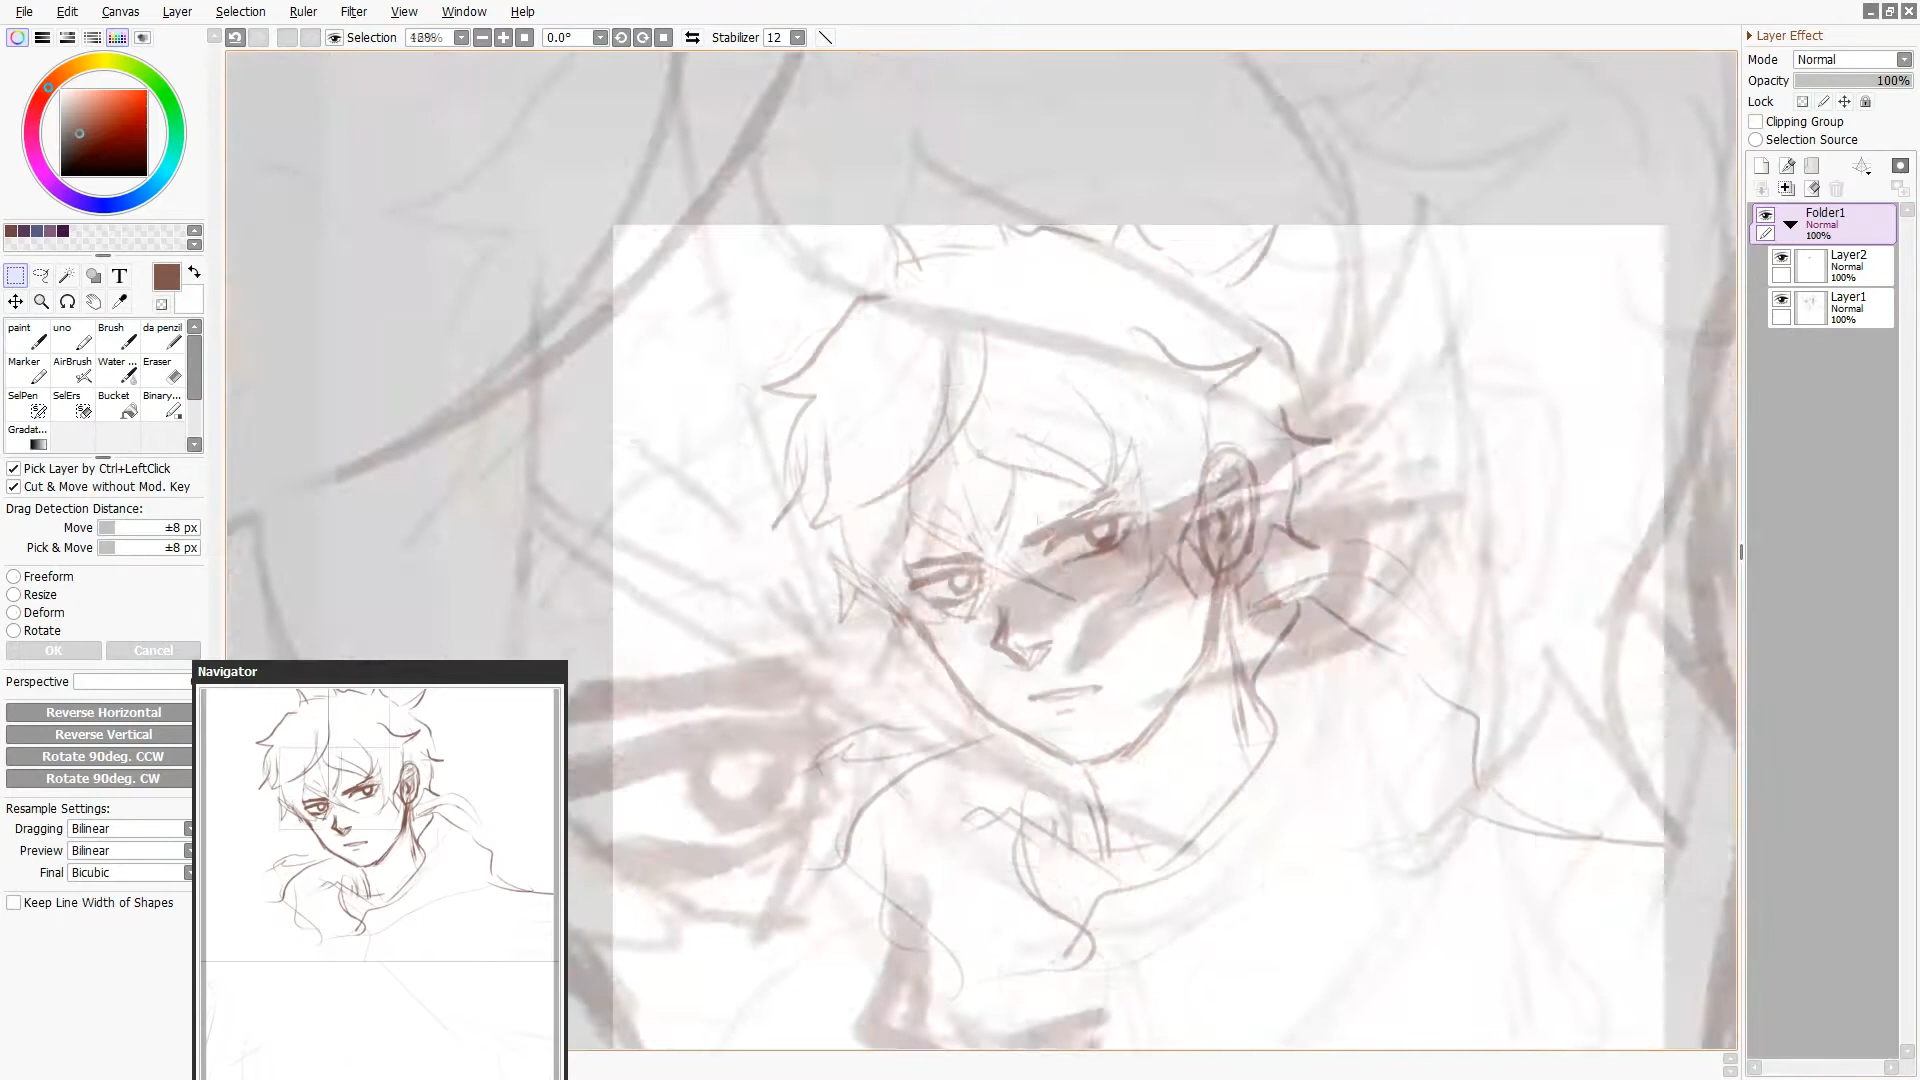 File Edit Canvas Layer Selection Ruler Filter View Window Help
Selection 0.0° Stabilizer 12
Layer Effect
Mode Normal
Opacity 100%
Lock
Clipping Group
Selection Source
Folder1
Normal
100%
Layer2
Normal
100%
Layer1
Normal
100%
T
paint uno Brush da penzil
Marker AirBrush Water ... Eraser
SelPen SelErs Bucket Binary...
Gradat...
Pick Layer by Ctrl+LeftClick
Cut & Move without Mod. Key
Drag Detection Distance:
Move ±8 px
Pick & Move ±8 px
Freeform
Resize
Deform
Rotate
OK Cancel
Perspective
Reverse Horizontal
Reverse Vertical
Rotate 90deg. CCW
Rotate 90deg. CW
Resample Settings:
Dragging Bilinear
Preview Bilinear
Final Bicubic
Keep Line Width of Shapes
Navigator